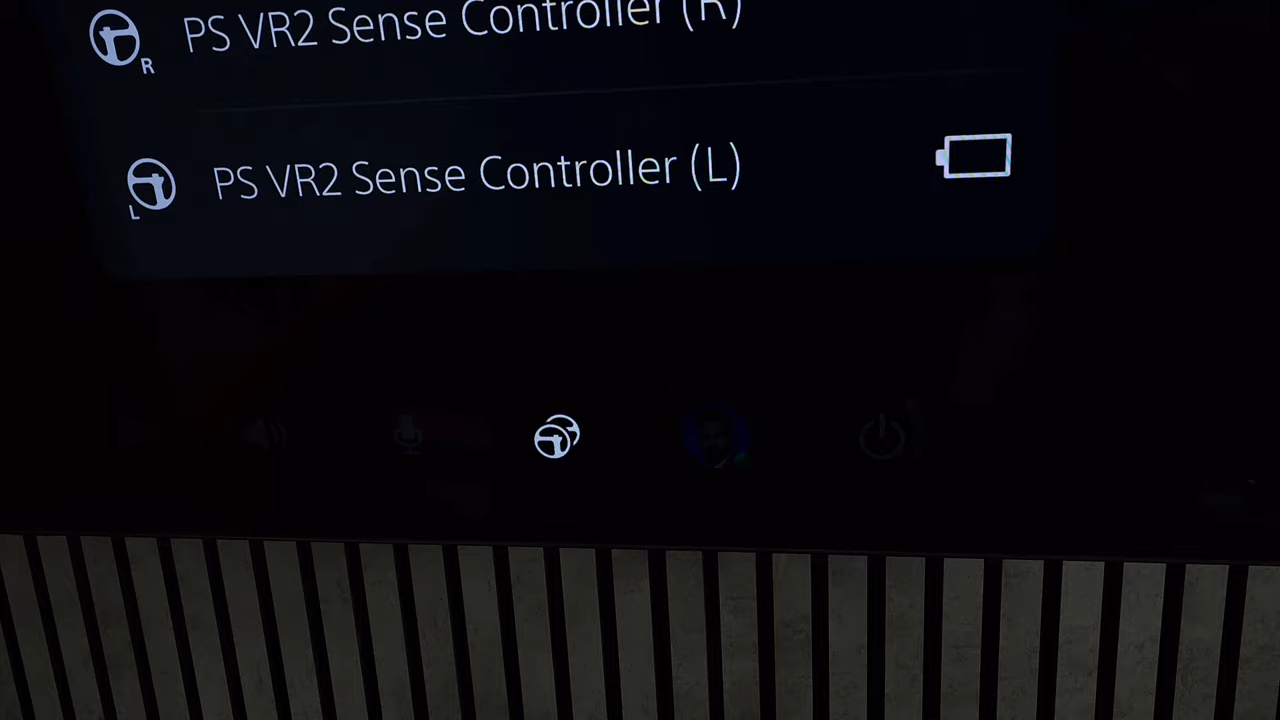 PS VR2 Sense Controller (R)
R
PS VR2 Sense Controller (L)
L